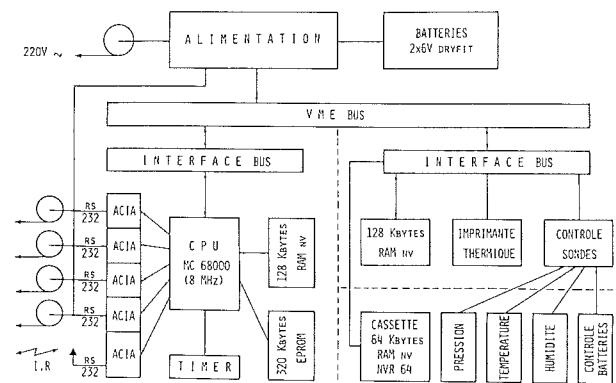 ALIMENTATION
BATTERIES
2x6V DRYFIT
220V ~
VME BUS
INTERFACE BUS
INTERFACE BUS
RS
232
ACIA
RS
232
ACIA
RS
232
ACIA
RS
232
ACIA
RS
232
ACIA
I.R
CPU
MC 68000
(8 MHz)
TIMER
128 KBYTES
RAM NV
320 KBYTES
EPROM
128 KBYTES
RAM NV
IMPRIMANTE
THERMIQUE
CONTROLE
SONDES
CASSETTE
64 KBYTES
RAM NV
NVR 64
PRESSION
TEMPERATURE
HUMIDITE
CONTROLE
BATTERIES